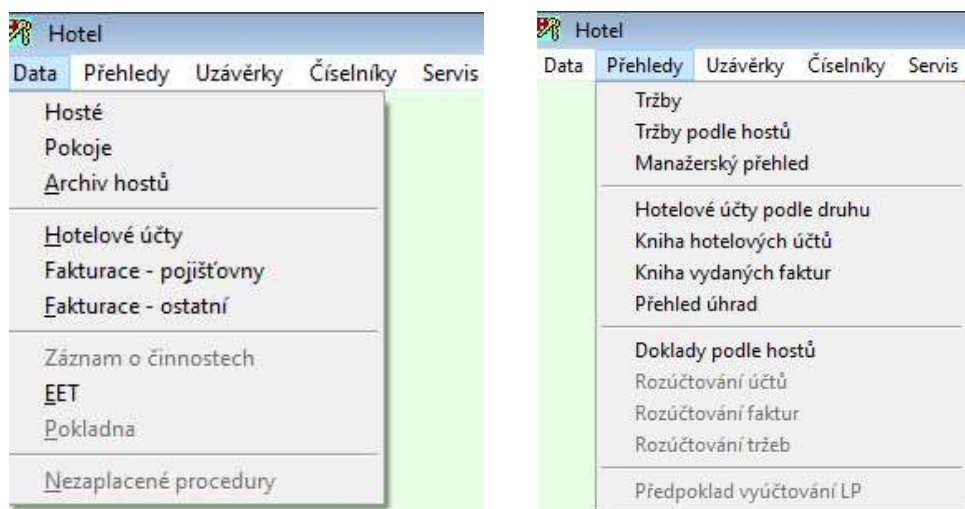 Hotel
Data Přehledy Uzávěrky Číselníky Servis
Hosté
Pokoje
Archiv hostů
Hotelové účty
Fakturace - pojišťovny
Fakturace - ostatní
Záznam o činnostech
EET
Pokladna
Nezaplacené procedury
Hotel
Data Přehledy Uzávěrky Číselníky Servis
Tržby
Tržby podle hostů
Manažerský přehled
Hotelové účty podle druhu
Kniha hotelových účtů
Kniha vydaných faktur
Přehled úhrad
Doklady podle hostů
Rozúčtování účtů
Rozúčtování faktur
Rozúčtování tržeb
Předpoklad vyúčtování LP